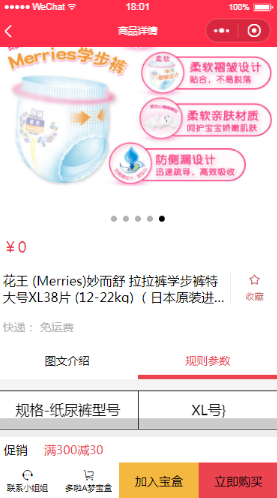 WeChat 18:01 100%
商品详情
Merries学步裤
柔软
柔软褶皱设计
贴合、不易脱落
柔软亲肤材质
呵护宝宝娇嫩肌肤
防侧漏设计
迅速疏导、高效吸收
￥0
花王 (Merries)妙而舒 拉拉裤学步裤特
大号XL38片 (12-22kg)（日本原装进...
收藏
快递： 免运费
图文介绍 规则参数
规格-纸尿裤型号 XL号}
促销 满300减30
联系小姐姐 多啦A梦宝盒 加入宝盒 立即购买